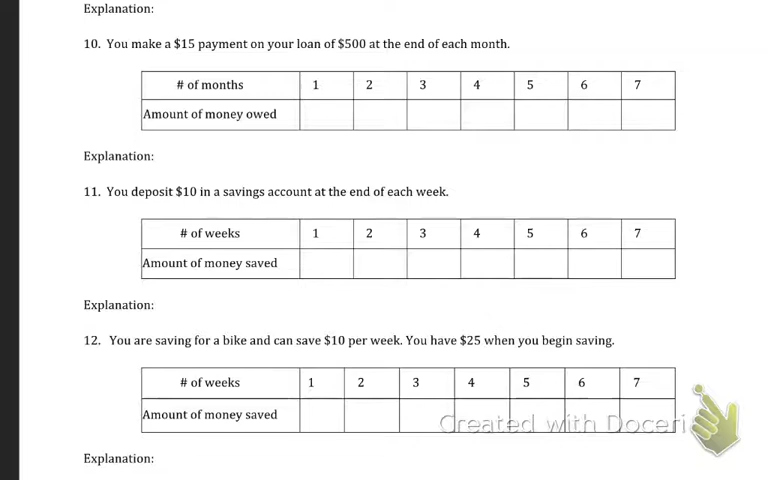 Explanation:
10. You make a $15 payment on your loan of $500 at the end of each month.
# of months 1 2 3 4 5 6 7
Amount of money owed
Explanation:
11. You deposit $10 in a savings account at the end of each week.
# of weeks 1 2 3 4 5 6 7
Amount of money saved
Explanation:
12. You are saving for a bike and can save $10 per week. You have $25 when you begin saving.
# of weeks 1 2 3 4 5 6 7
Amount of money saved
Created with Doceri
Explanation: